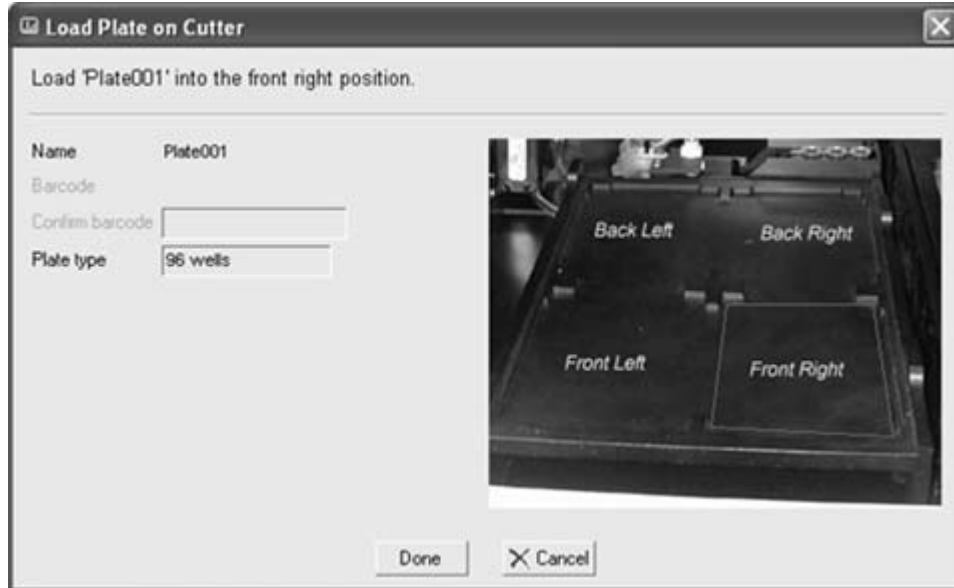 Load Plate on Cutter
Load 'Plate001' into the front right position.
Name Plate001
Barcode
Confirm barcode
Plate type 96 wells
Back Left Back Right
Front Left Front Right
Done Cancel